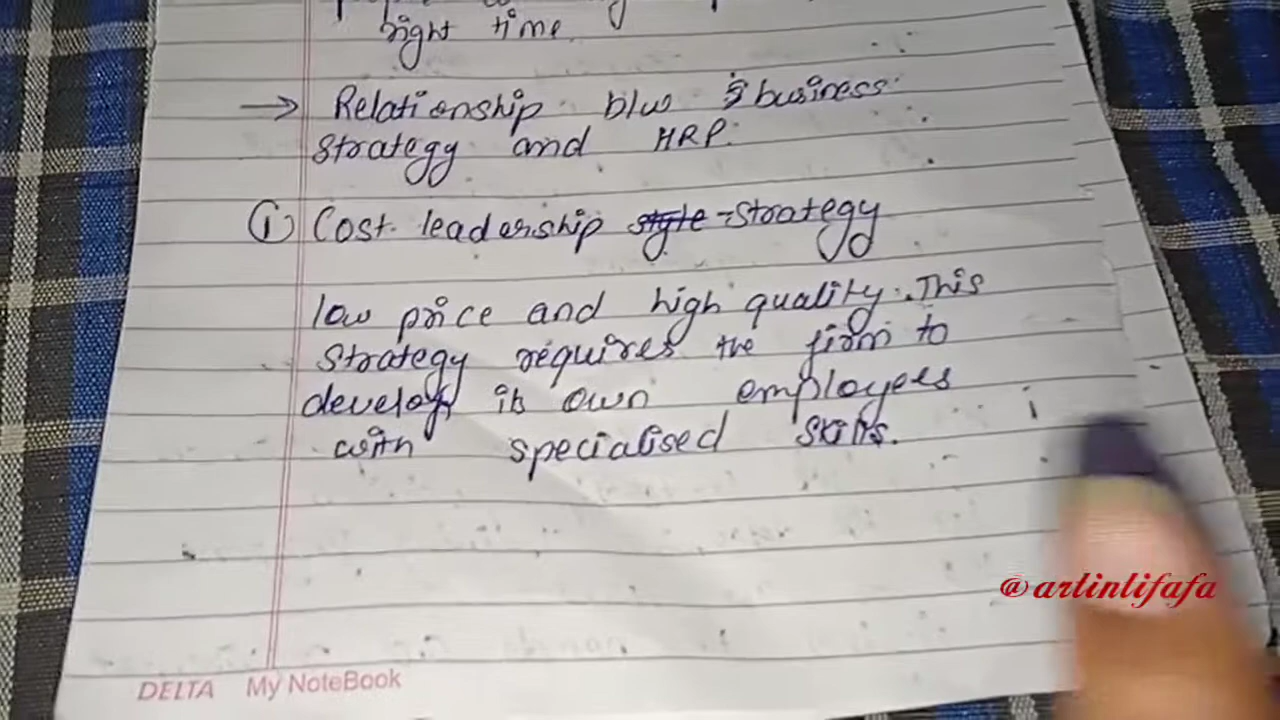 right time.
→ Relationship b/w business
strategy and HRP.
① Cost leadership style - strategy
low price and high quality. This
strategy requires the firm to
develop its own employees
with specialised skills.
@arlinlifafa
DELTA My NoteBook